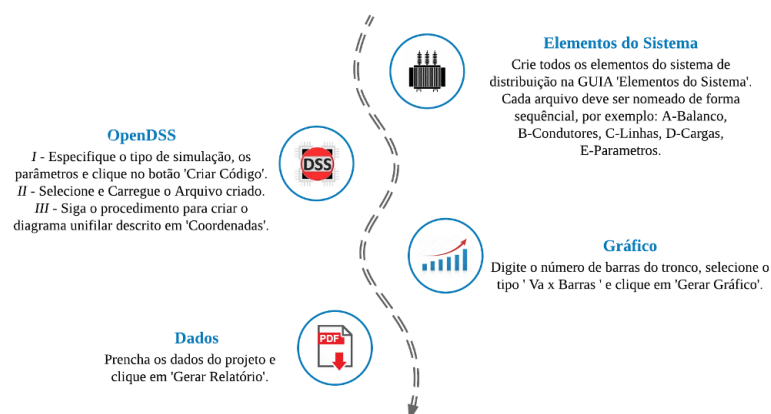 Elementos do Sistema
Crie todos os elementos do sistema de
distribuição na GUIA 'Elementos do Sistema'.
Cada arquivo deve ser nomeado de forma
sequêncial, por exemplo: A-Balanco,
B-Condutores, C-Linhas, D-Cargas,
E-Parametros.
OpenDSS
I - Especifique o tipo de simulação, os
parâmetros e clique no botão 'Criar Código'.
II - Selecione e Carregue o Arquivo criado.
III - Siga o procedimento para criar o
diagrama unifilar descrito em 'Coordenadas'.
DSS
Gráfico
Digite o número de barras do tronco, selecione o
tipo ' Va x Barras ' e clique em 'Gerar Gráfico'.
Dados
Prencha os dados do projeto e
clique em 'Gerar Relatório'.
PDF